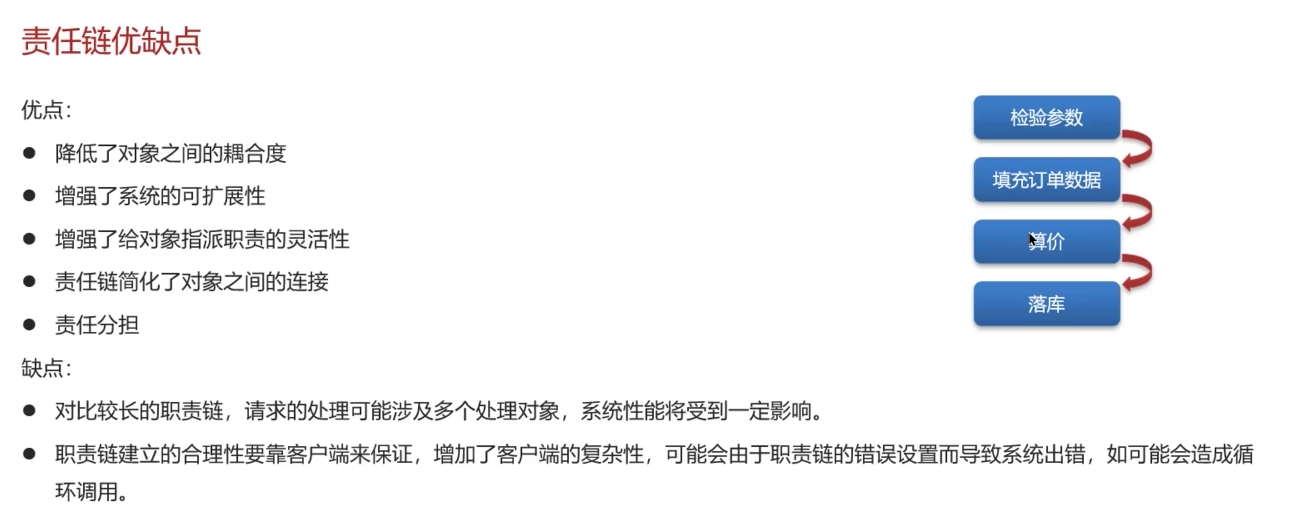 责任链优缺点
优点：
● 降低了对象之间的耦合度
● 增强了系统的可扩展性
● 增强了给对象指派职责的灵活性
● 责任链简化了对象之间的连接
● 责任分担
缺点：
● 对比较长的职责链，请求的处理可能涉及多个处理对象，系统性能将受到一定影响。
● 职责链建立的合理性要靠客户端来保证，增加了客户端的复杂性，可能会由于职责链的错误设置而导致系统出错，如可能会造成循
环调用。
检验参数
填充订单数据
算价
落库